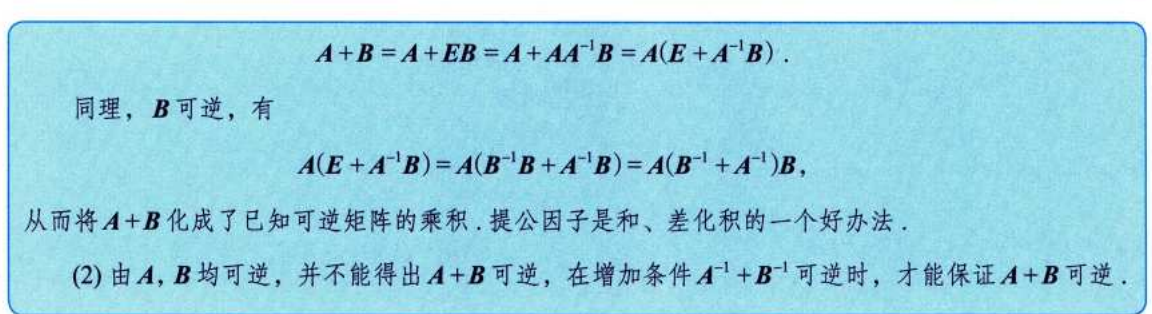 A+B=A+EB=A+AA⁻¹B=A(E+A⁻¹B).
同理，B可逆，有
A(E+A⁻¹B)=A(B⁻¹B+A⁻¹B)=A(B⁻¹+A⁻¹)B，
从而将A+B化成了已知可逆矩阵的乘积.提公因子是和、差化积的一个好办法.
(2)由A，B均可逆，并不能得出A+B可逆，在增加条件A⁻¹+B⁻¹可逆时，才能保证A+B可逆.